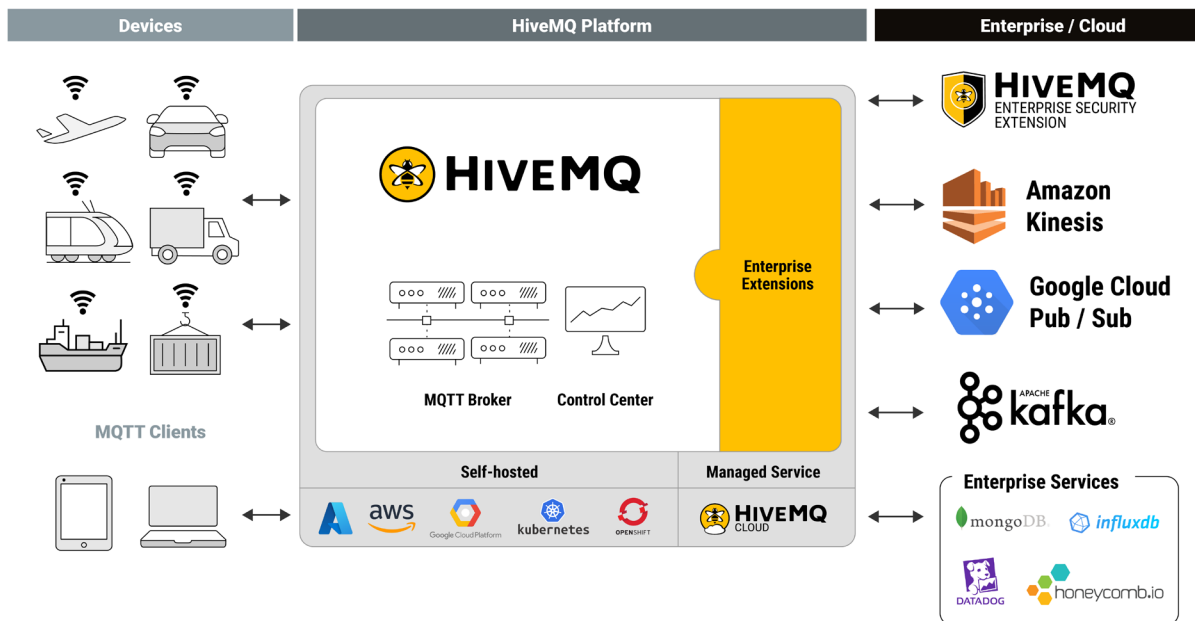 Devices
HiveMQ Platform
Enterprise / Cloud
HIVEMQ
ENTERPRISE SECURITY
EXTENSION
HIVEMQ
Amazon
Kinesis
Enterprise
Extensions
Google Cloud
Pub / Sub
MQTT Broker
Control Center
APACHE
kafka®
MQTT Clients
Self-hosted
Managed Service
Enterprise Services
aws
Google Cloud Platform
kubernetes
OPENSHIFT
HIVEMQ
CLOUD
mongoDB.
influxdb
DATADOG
honeycomb.io